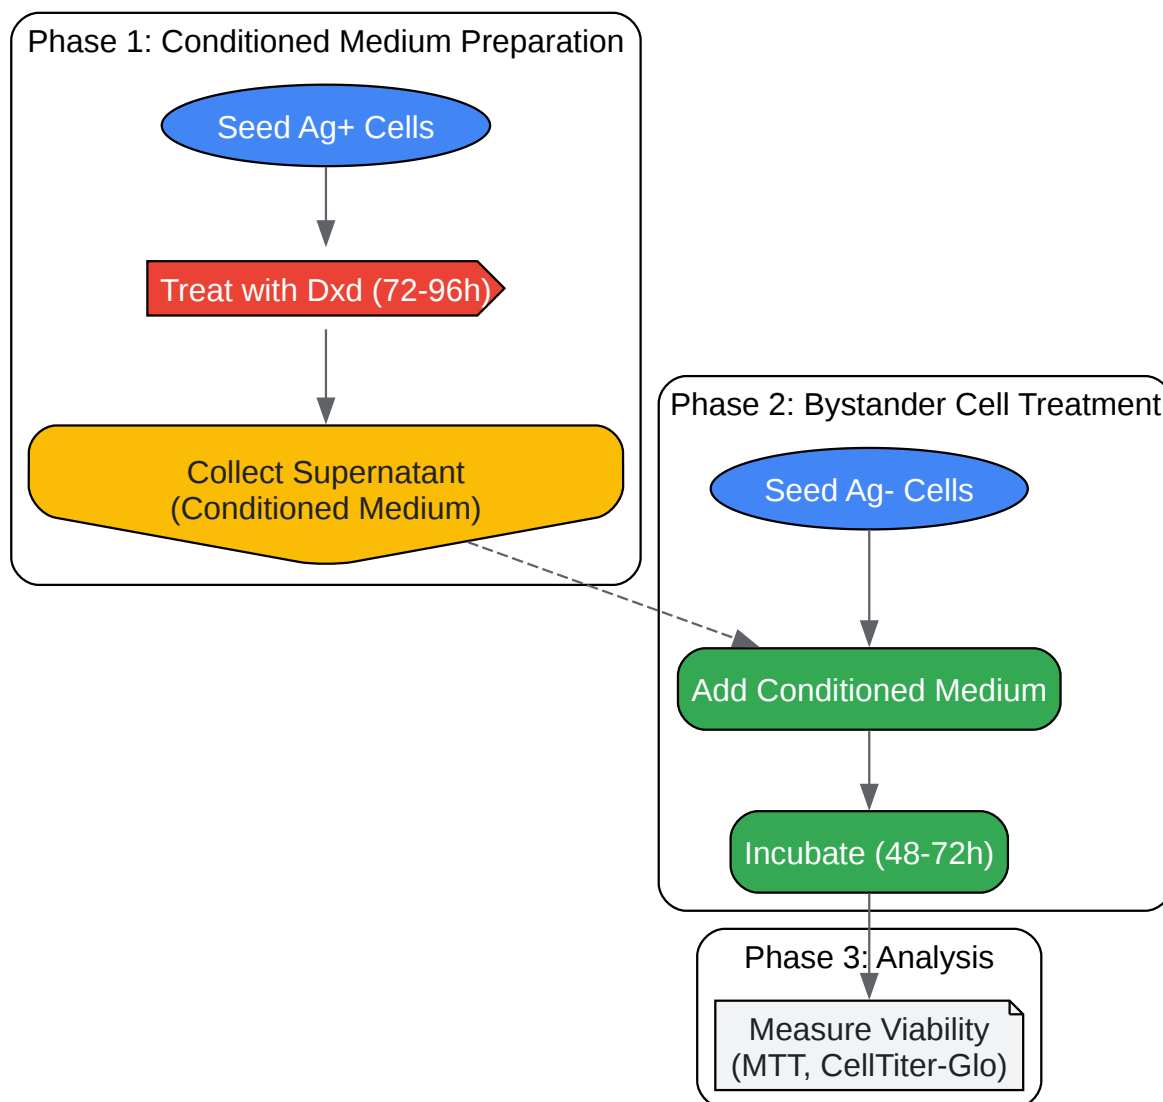 Phase 1: Conditioned Medium Preparation
Seed Ag+ Cells
Treat with Dxd (72-96h)
Collect Supernatant
(Conditioned Medium)
Phase 2: Bystander Cell Treatment
Seed Ag- Cells
Add Conditioned Medium
Incubate (48-72h)
Phase 3: Analysis
Measure Viability
(MTT, CellTiter-Glo)